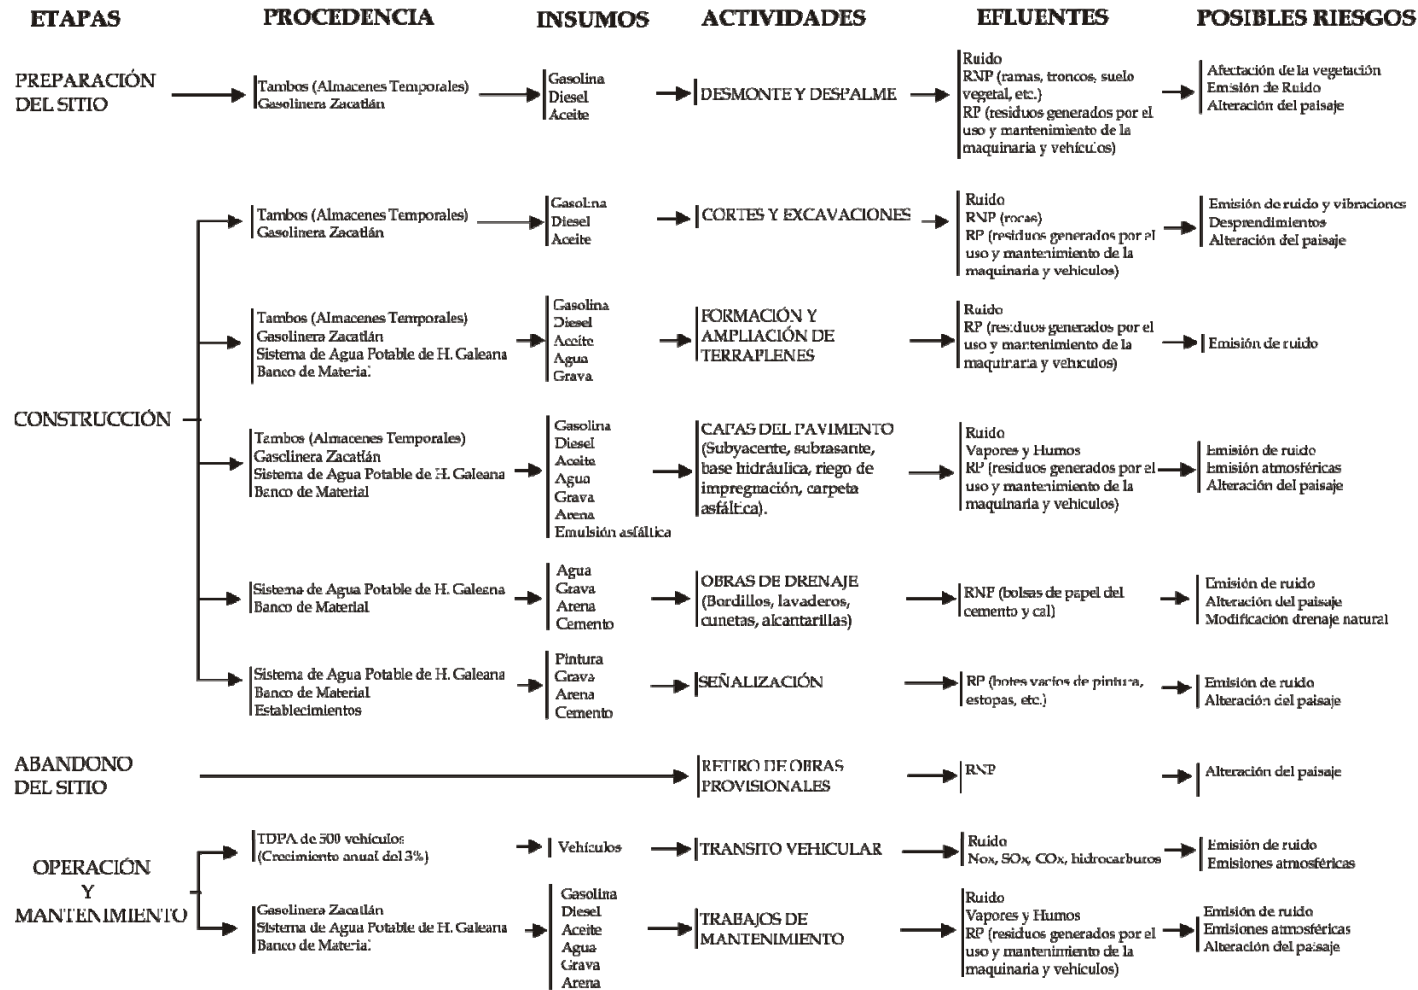 ETAPAS PROCEDENCIA INSUMOS ACTIVIDADES EFLUENTES POSIBLES RIESGOS
PREPARACIÓN
DEL SITIO
Tambos (Almacenes Temporales)
Gasolinera Zacatlán
Gasolina
Diesel
Aceite
DESMONTE Y DESPALME
Ruido
RNP (ramas, troncos, suelo
vegetal, etc.)
RP (residuos generados por el
uso y mantenimiento de la
maquinaria y vehículos)
Afectación de la vegetación
Emisión de Ruido
Alteración del paisaje
CONSTRUCCIÓN
Tambos (Almacenes Temporales)
Gasolinera Zacatlán
Gasolina
Diesel
Aceite
CORTES Y EXCAVACIONES
Ruido
RNP (rocas)
RP (residuos generados por el
uso y mantenimiento de la
maquinaria y vehículos)
Emisión de ruido y vibraciones
Desprendimientos
Alteración del paisaje
Tambos (Almacenes Temporales)
Gasolinera Zacatlán
Sistema de Agua Potable de H. Galeana
Banco de Material
Gasolina
Diesel
Aceite
Agua
Grava
FORMACIÓN Y
AMPLIACIÓN DE
TERRAPLENES
Ruido
RP (residuos generados por el
uso y mantenimiento de la
maquinaria y vehículos)
Emisión de ruido
Tambos (Almacenes Temporales)
Gasolinera Zacatlán
Sistema de Agua Potable de H. Galeana
Banco de Material
Gasolina
Diesel
Aceite
Agua
Grava
Arena
Emulsión asfáltica
CAPAS DEL PAVIMENTO
(Subyacente, subrasante,
base hidráulica, riego de
impregnación, carpeta
asfáltica).
Ruido
Vapores y Humos
RP (residuos generados por el
uso y mantenimiento de la
maquinaria y vehículos)
Emisión de ruido
Emisión atmosféricas
Alteración del paisaje
Sistema de Agua Potable de H. Galeana
Banco de Material
Agua
Grava
Arena
Cemento
OBRAS DE DRENAJE
(Bordillos, lavaderos,
cunetas, alcantarillas)
RNP (bolsas de papel del
cemento y cal)
Emisión de ruido
Alteración del paisaje
Modificación drenaje natural
Sistema de Agua Potable de H. Galeana
Banco de Material
Establecimientos
Pintura
Grava
Arena
Cemento
SEÑALIZACIÓN
RP (botes vacíos de pintura,
estopas, etc.)
Emisión de ruido
Alteración del paisaje
ABANDONO
DEL SITIO
RETIRO DE OBRAS
PROVISIONALES
RNP
Alteración del paisaje
OPERACIÓN
Y
MANTENIMIENTO
TDPA de 500 vehículos
(Crecimiento anual del 3%)
Vehículos
TRANSITO VEHICULAR
Ruido
Nox, SOx, COx, hidrocarburos
Emisión de ruido
Emisiones atmosféricas
Gasolinera Zacatlán
Sistema de Agua Potable de H. Galeana
Banco de Material
Gasolina
Diesel
Aceite
Agua
Grava
Arena
TRABAJOS DE
MANTENIMIENTO
Ruido
Vapores y Humos
RP (residuos generados por el
uso y mantenimiento de la
maquinaria y vehículos)
Emisión de ruido
Emisiones atmosféricas
Alteración del paisaje